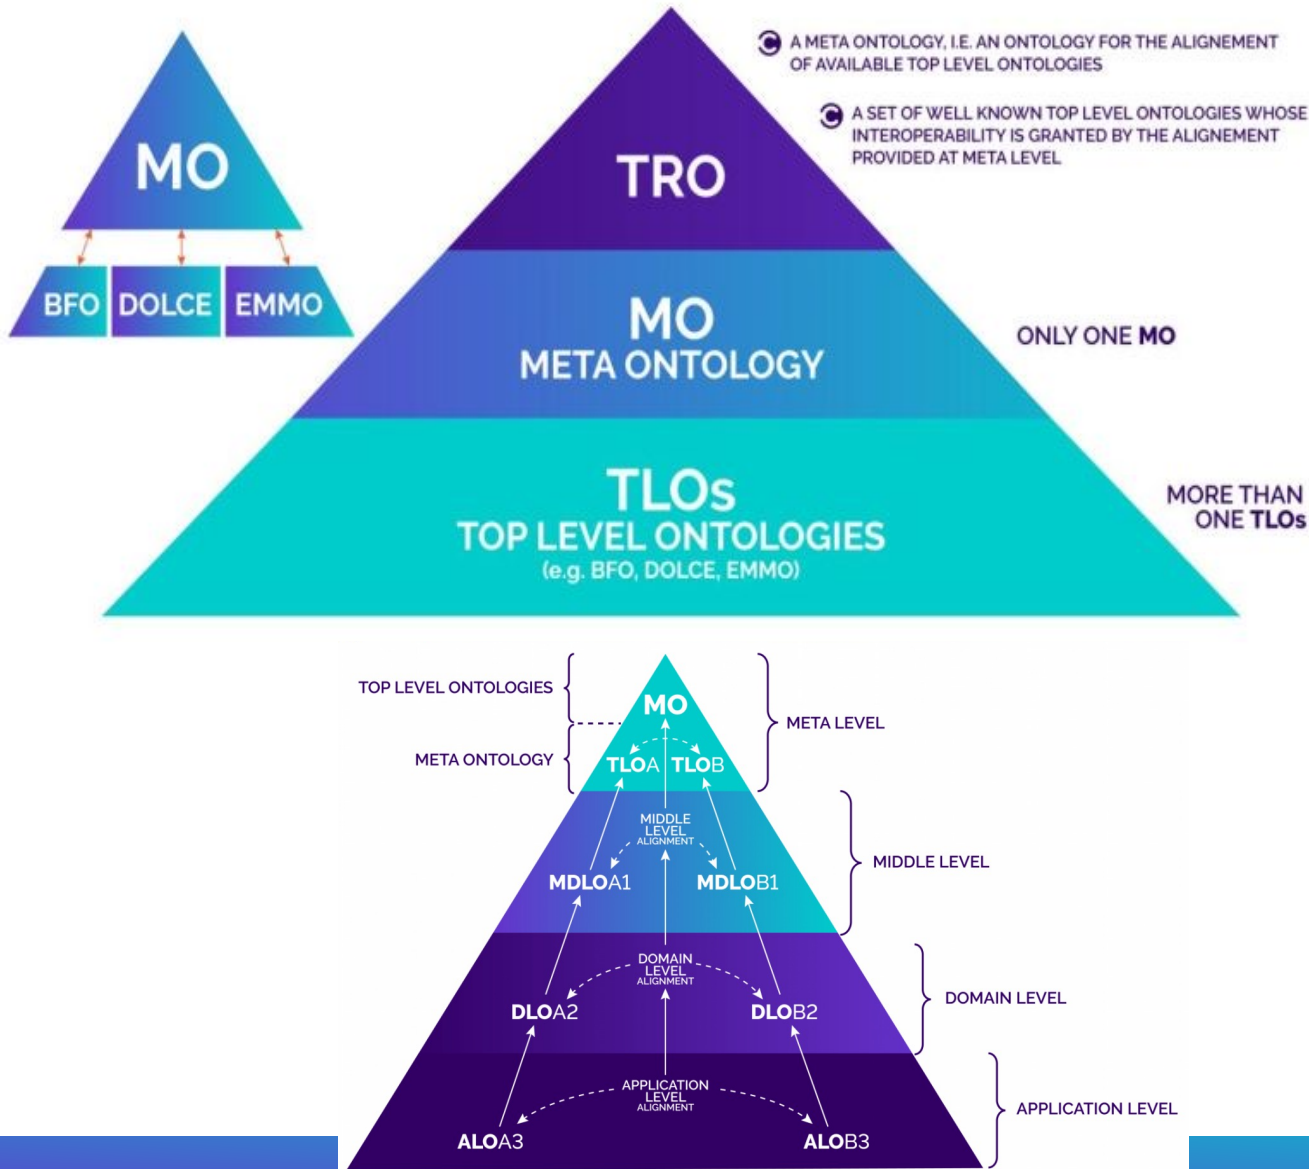 A META ONTOLOGY, I.E. AN ONTOLOGY FOR THE ALIGNEMENT
OF AVAILABLE TOP LEVEL ONTOLOGIES
A SET OF WELL KNOWN TOP LEVEL ONTOLOGIES WHOSE
INTEROPERABILITY IS GRANTED BY THE ALIGNEMENT
PROVIDED AT META LEVEL
MO
BFO
DOLCE
EMMO
TRO
MO
META ONTOLOGY
ONLY ONE MO
TLOs
TOP LEVEL ONTOLOGIES
(e.g. BFO, DOLCE, EMMO)
MORE THAN
ONE TLOs
TOP LEVEL ONTOLOGIES
META ONTOLOGY
MO
TLOA
TLOB
META LEVEL
MIDDLE
LEVEL
ALIGNMENT
MDLOA1
MDLOB1
MIDDLE LEVEL
DOMAIN
LEVEL
ALIGNMENT
DLOA2
DLOB2
DOMAIN LEVEL
APPLICATION
LEVEL
ALIGNMENT
ALOA3
ALOB3
APPLICATION LEVEL